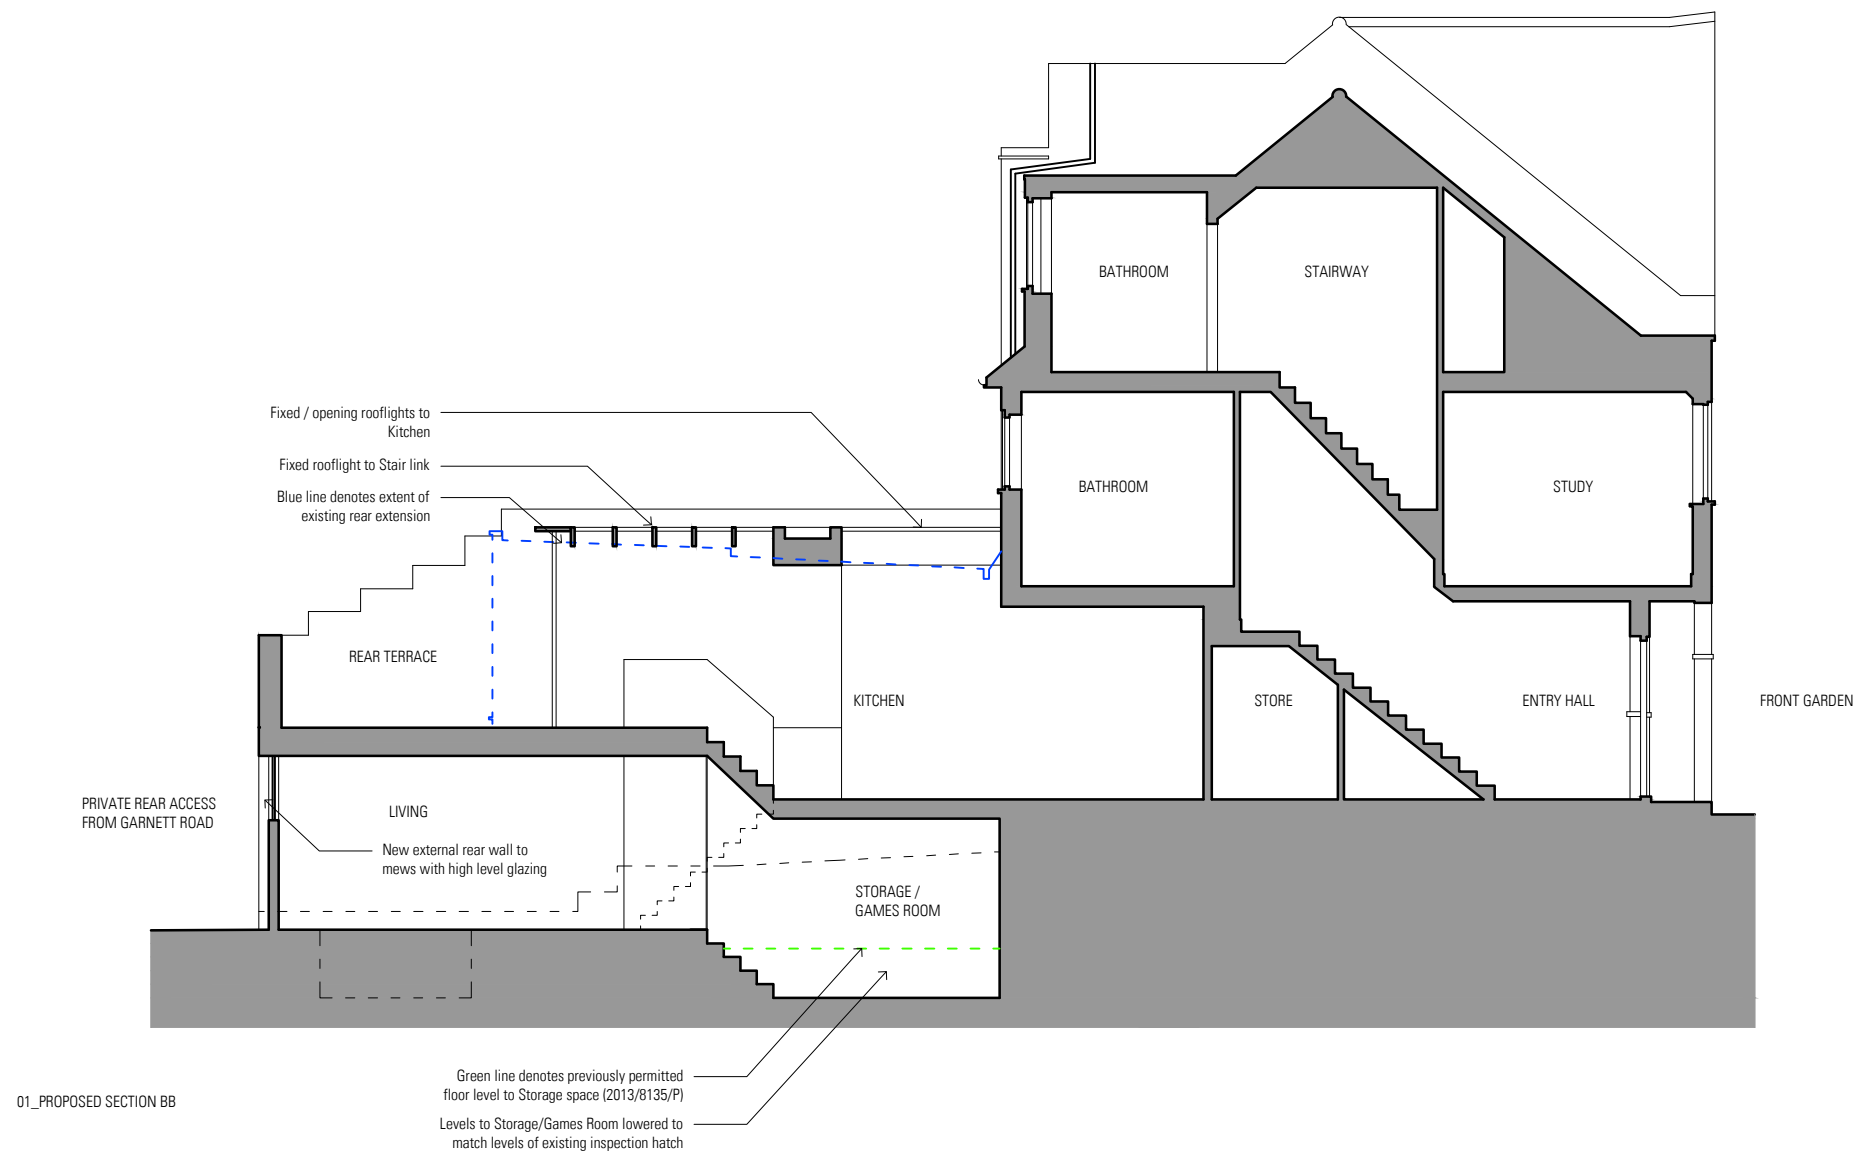 BATHROOM
STAIRWAY
Fixed / opening rooflights to
Kitchen
Fixed rooflight to Stair link
Blue line denotes extent of
existing rear extension
BATHROOM
STUDY
REAR TERRACE
KITCHEN
STORE
ENTRY HALL
FRONT GARDEN
PRIVATE REAR ACCESS
FROM GARNETT ROAD
LIVING
New external rear wall to
mews with high level glazing
STORAGE /
GAMES ROOM
Green line denotes previously permitted
floor level to Storage space (2013/8135/P)
Levels to Storage/Games Room lowered to
match levels of existing inspection hatch
01_PROPOSED SECTION BB